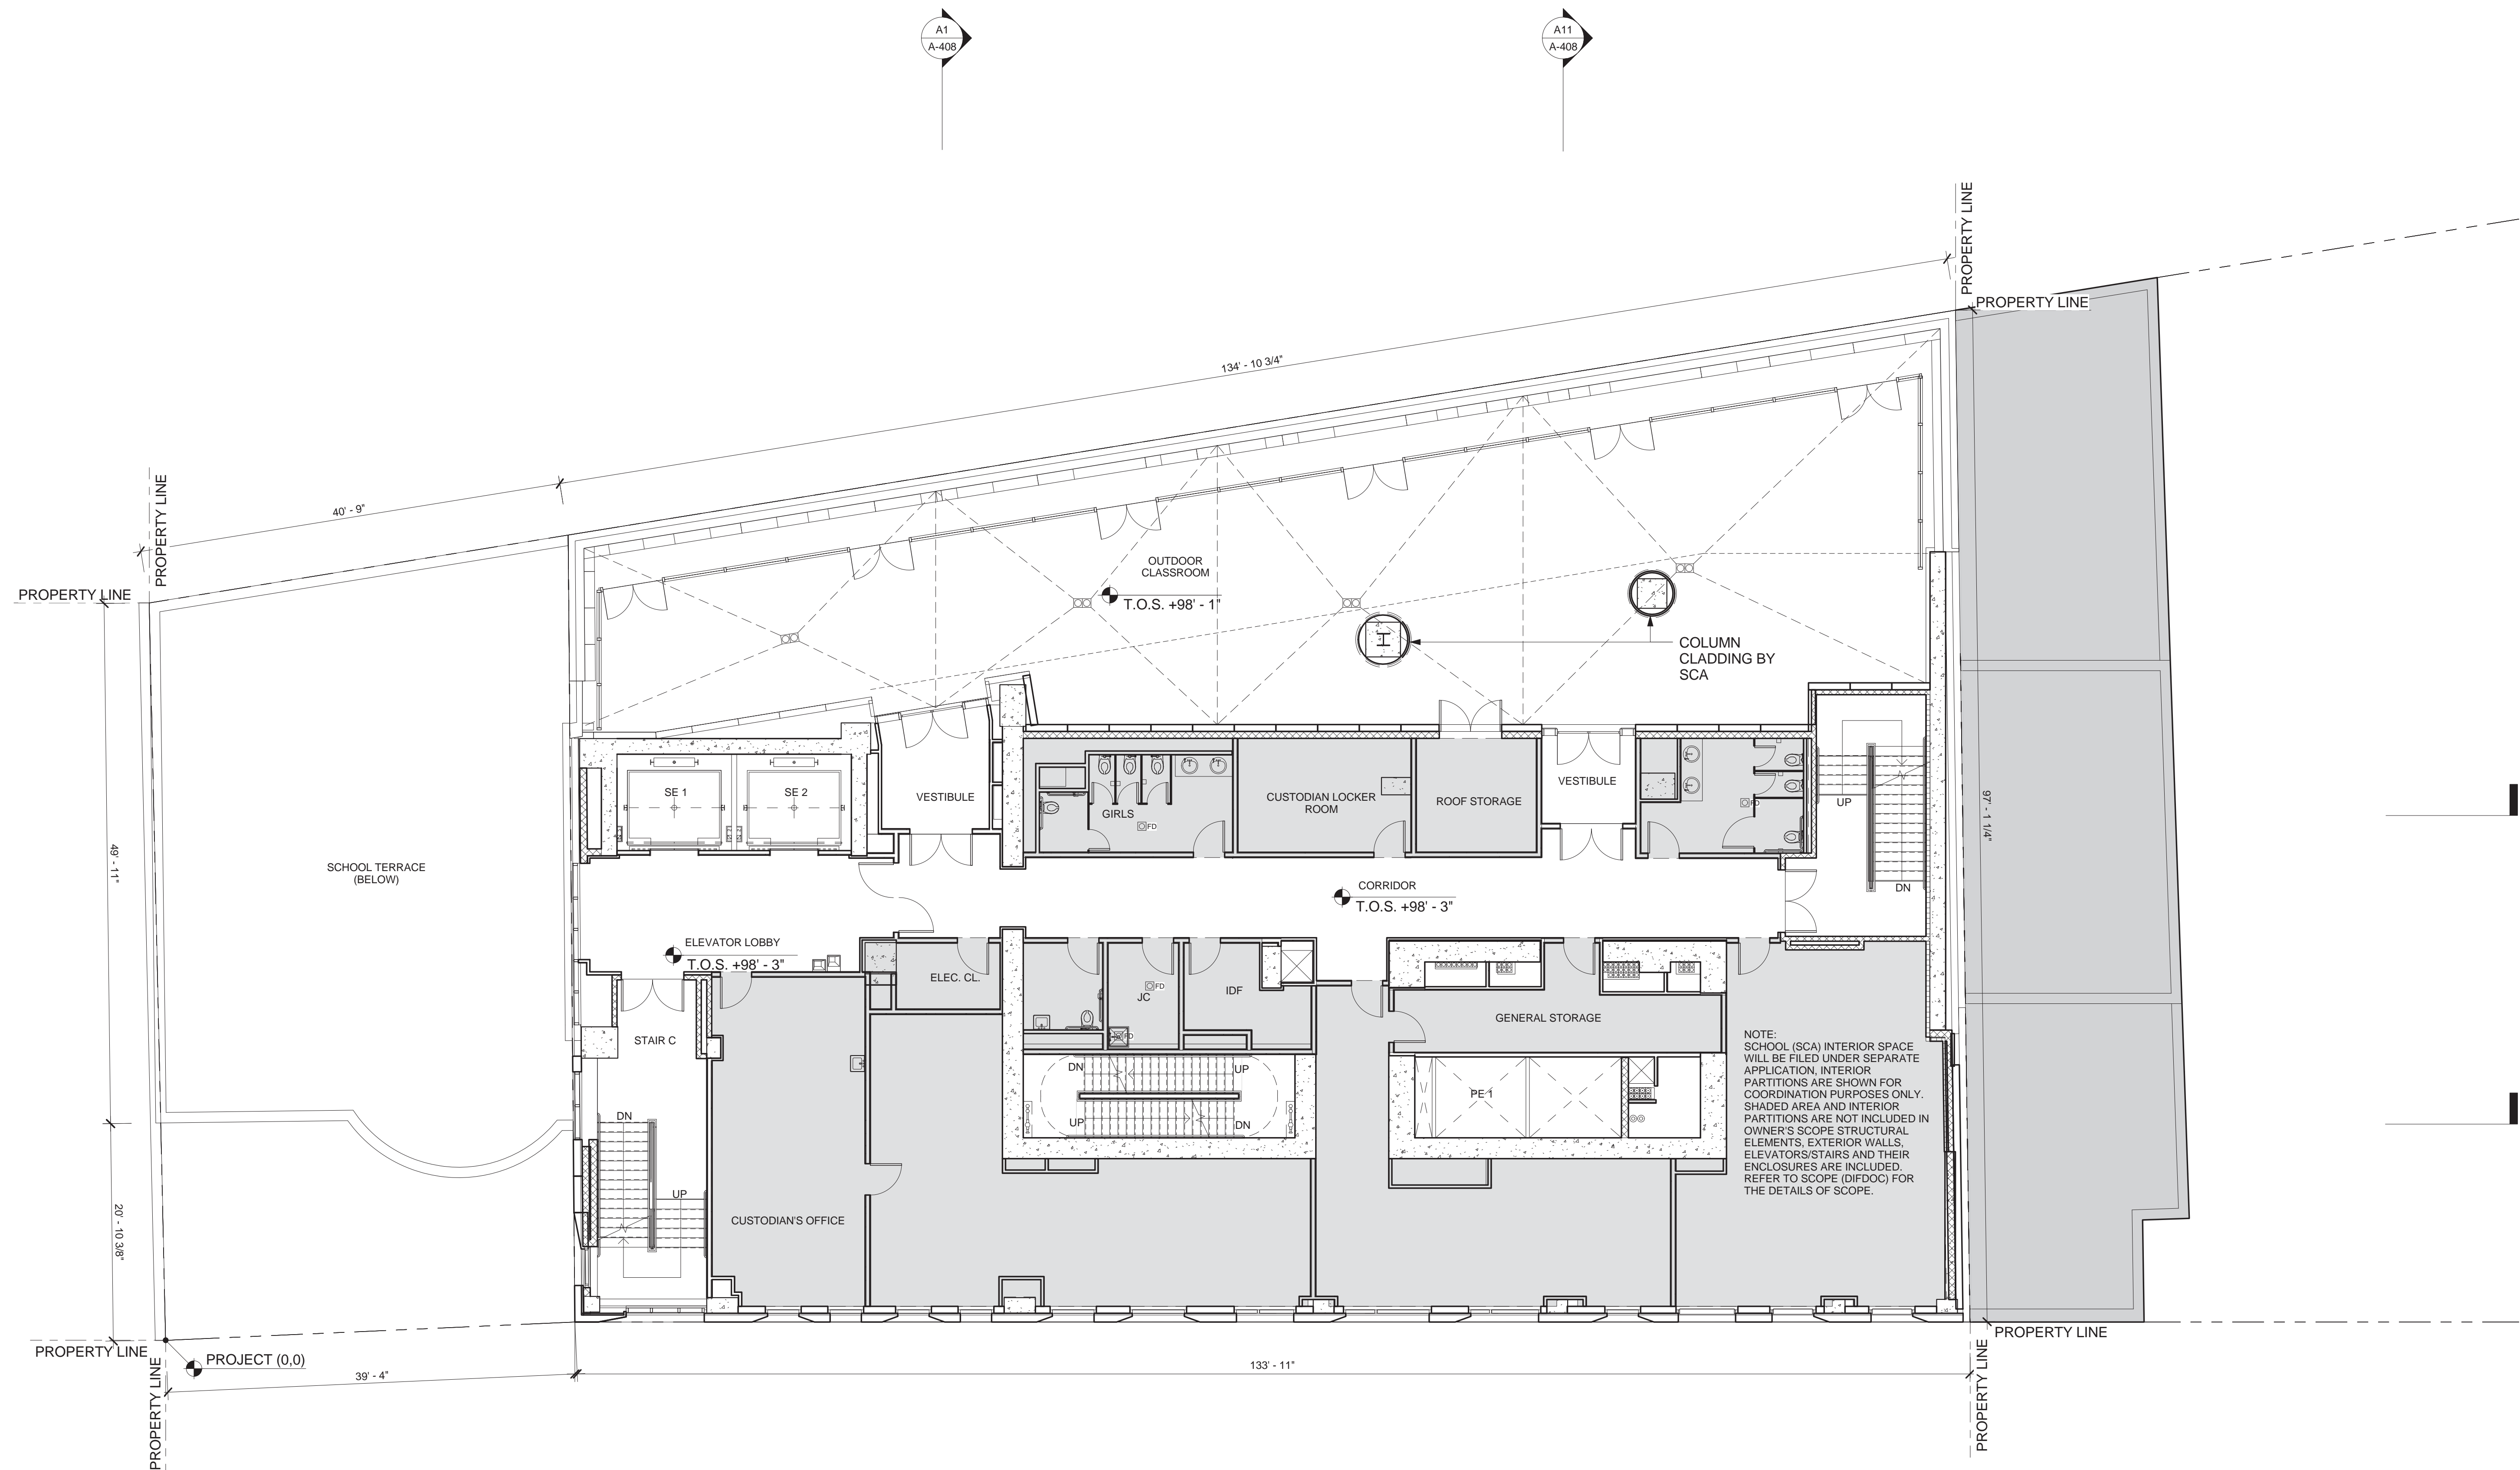 A1
A-408
A11
A-408
PROPERTY LINE
PROPERTY LINE
134' - 10 3/4"
40' - 9"
PROPERTY LINE
PROPERTY LINE
OUTDOOR
CLASSROOM
T.O.S. +98' - 1"
COLUMN
CLADDING BY
SCA
SE 1
SE 2
VESTIBULE
GIRLS
FD
CUSTODIAN LOCKER
ROOM
ROOF STORAGE
VESTIBULE
FD
UP
DN
97' - 1 1/4"
49' - 11"
SCHOOL TERRACE
(BELOW)
CORRIDOR
T.O.S. +98' - 3"
ELEVATOR LOBBY
T.O.S. +98' - 3"
ELEC. CL.
JC
FD
FD
IDF
GENERAL STORAGE
STAIR C
DN
UP
UP
DN
PE 1
NOTE:
SCHOOL (SCA) INTERIOR SPACE
WILL BE FILED UNDER SEPARATE
APPLICATION, INTERIOR
PARTITIONS ARE SHOWN FOR
COORDINATION PURPOSES ONLY.
SHADED AREA AND INTERIOR
PARTITIONS ARE NOT INCLUDED IN
OWNER'S SCOPE STRUCTURAL
ELEMENTS, EXTERIOR WALLS,
ELEVATORS/STAIRS AND THEIR
ENCLOSURES ARE INCLUDED.
REFER TO SCOPE (DIFDOC) FOR
THE DETAILS OF SCOPE.
DN
UP
CUSTODIAN'S OFFICE
20' - 10 3/8"
PROPERTY LINE
PROPERTY LINE
PROJECT (0,0)
39' - 4"
133' - 11"
PROPERTY LINE
PROPERTY LINE